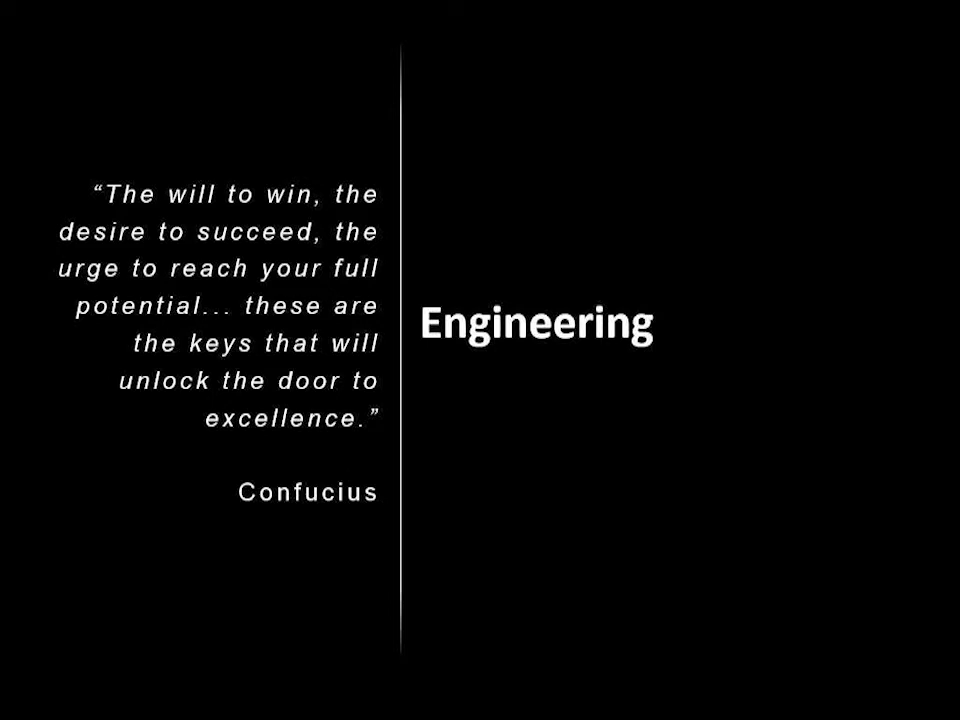 “The will to win, the
desire to succeed, the
urge to reach your full
potential... these are
the keys that will
unlock the door to
excellence.”
Confucius
Engineering